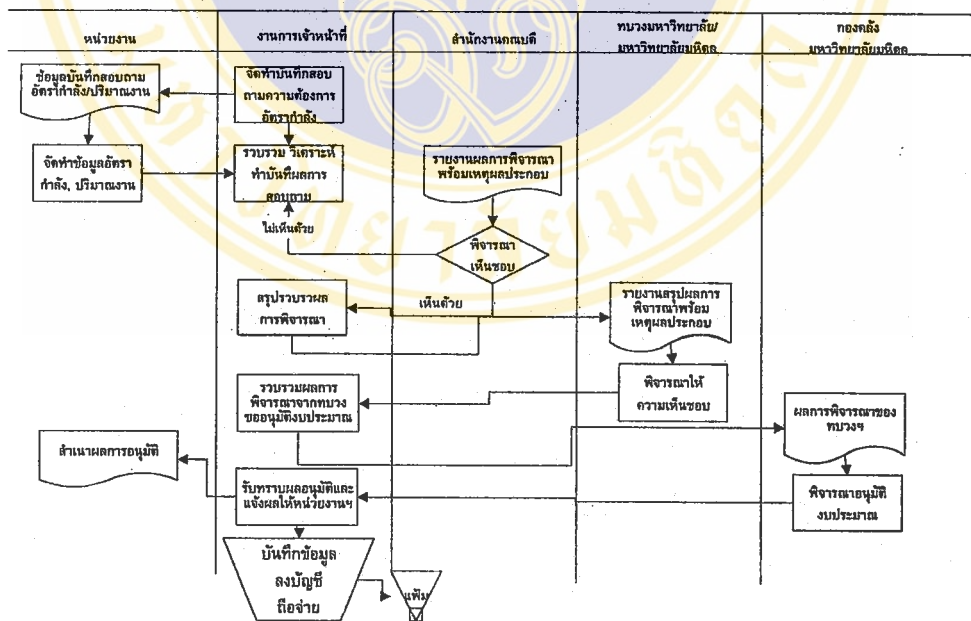 หน่วยงาน
งานการเจ้าหน้าที่
สำนักงานคณบดี
ทบวงมหาวิทยาลัย/
มหาวิทยาลัยมหิดล
กองคลัง
มหาวิทยาลัยมหิดล
ข้อมูลบันทึกสอบถาม
อัตรากำลัง/ปริมาณงาน
จัดทำบันทึกสอบ
ถามความต้องการ
อัตรากำลัง
จัดทำข้อมูลอัตรา
กำลัง, ปริมาณงาน
รวบรวม วิเคราะห์
ทำบันทึผลการ
สอบถาม
รายงานผลการพิจารณา
พร้อมเหตุผลประกอบ
ไม่เห็นด้วย
พิจารณา
เห็นชอบ
เห็นด้วย
สรุปรวบรวมผล
การพิจารณา
รายงานสรุปผลการ
พิจารณาพร้อม
เหตุผลประกอบ
รวบรวมผลการ
พิจารณาจากทบวง
ขออนุมัติงบประมาณ
พิจารณาให้
ความเห็นชอบ
ผลการพิจารณาของ
ทบวงฯ
สำเนาผลการอนุมัติ
รับทราบผลอนุมัติและ
แจ้งผลให้หน่วยงานฯ
พิจารณาอนุมัติ
งบประมาณ
บันทึกข้อมูล
ลงบัญชี
ถือจ่าย
แฟ้ม